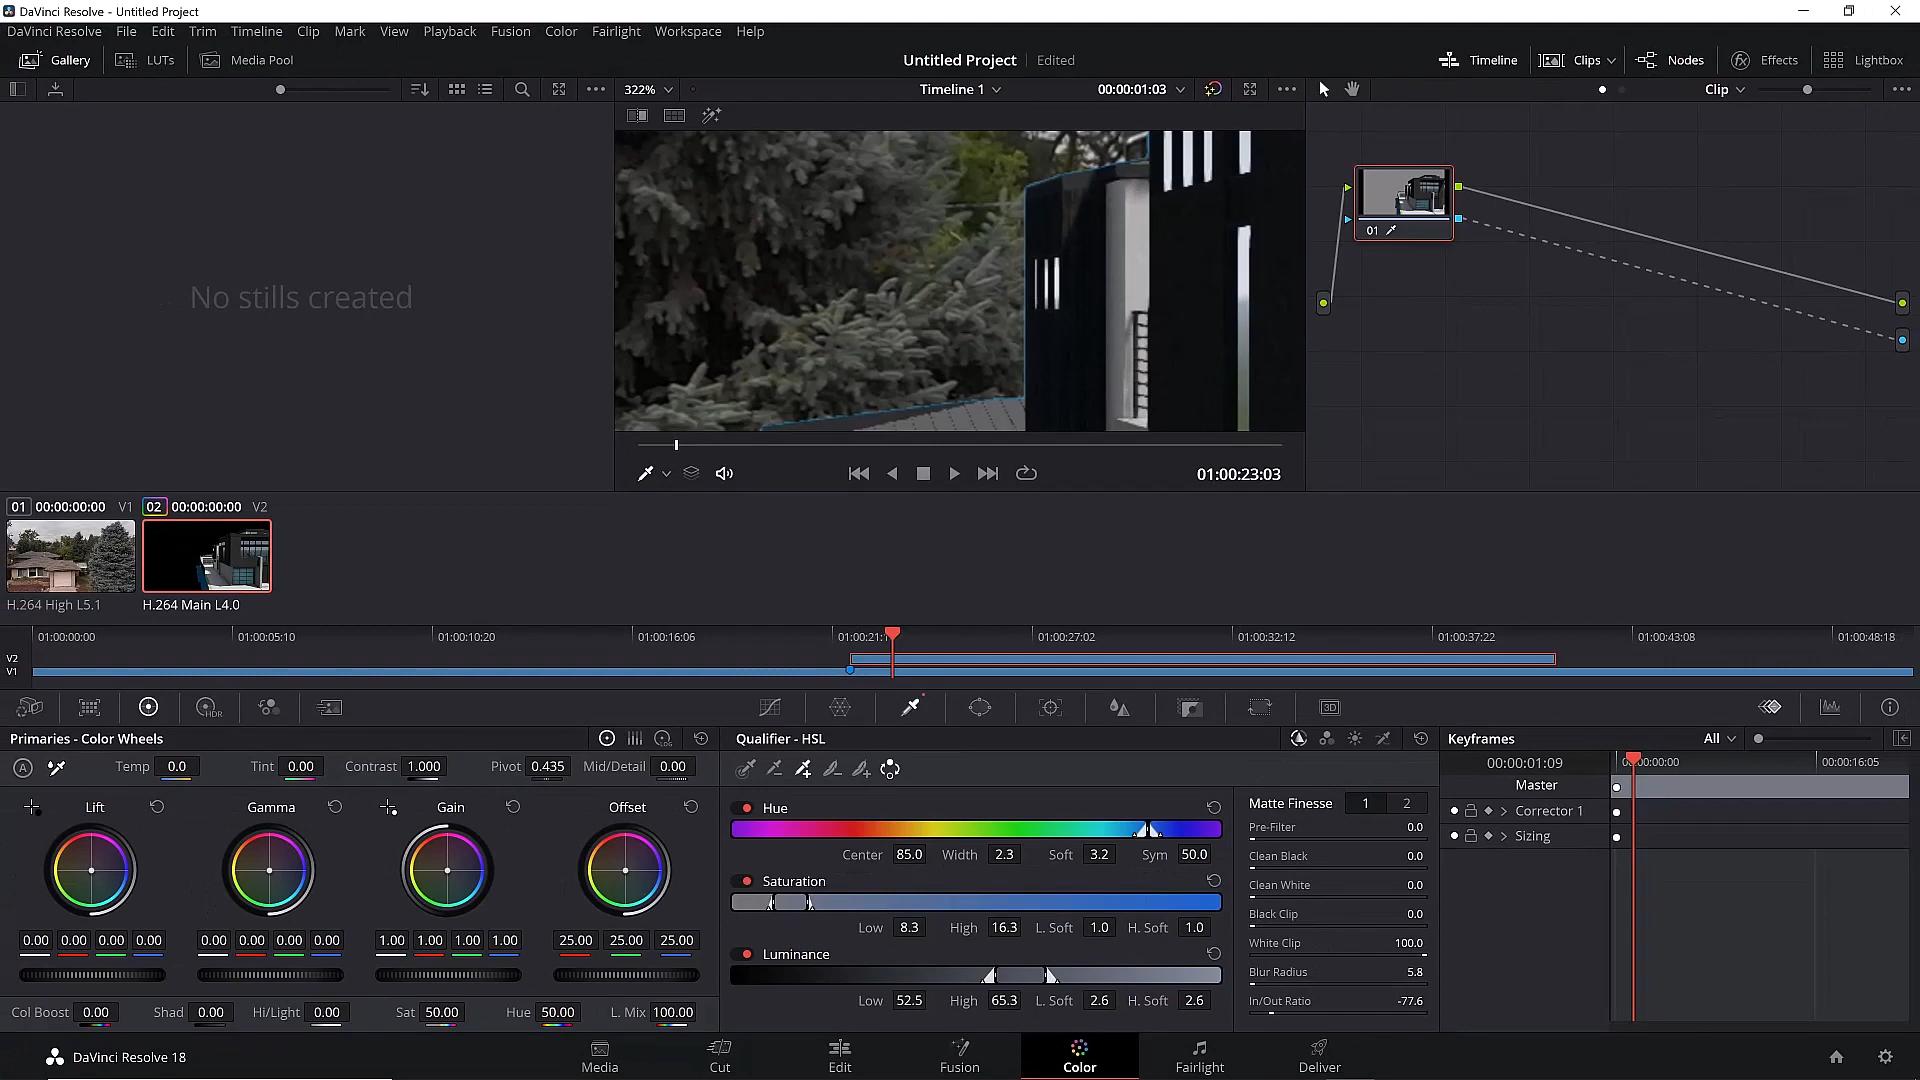 DaVinci Resolve - Untitled Project
DaVinci Resolve File Edit Trim Timeline Clip Mark View Playback Fusion Color Fairlight Workspace Help
Gallery LUTs Media Pool Untitled Project Edited Timeline Clips Nodes Effects Lightbox
322% Timeline 1 00:00:01:03 Clip
No stills created
01
01:00:23:03
01 00:00:00:00 V1 02 00:00:00:00 V2
H.264 High L5.1 H.264 Main L4.0
01:00:00:00 01:00:05:10 01:00:10:20 01:00:16:06 01:00:21:1 01:00:27:02 01:00:32:12 01:00:37:22 01:00:43:08 01:00:48:18
V2
V1
HDR 3D
Primaries - Color Wheels LOG Qualifier - HSL Keyframes All
A Temp 0.0 Tint 0.00 Contrast 1.000 Pivot 0.435 Mid/Detail 0.00
00:00:01:09 00:00:00 00:00:16:05
Master
Lift Gamma Gain Offset
Hue
Center 85.0 Width 2.3 Soft 3.2 Sym 50.0
Saturation
Low 8.3 High 16.3 L. Soft 1.0 H. Soft 1.0
Luminance
Low 52.5 High 65.3 L. Soft 2.6 H. Soft 2.6
Matte Finesse 1 2
Pre-Filter 0.0
Clean Black 0.0
Clean White 0.0
Black Clip 0.0
White Clip 100.0
Blur Radius 5.8
In/Out Ratio -77.6
Corrector 1
Sizing
0.00 0.00 0.00 0.00 0.00 0.00 0.00 0.00 1.00 1.00 1.00 1.00 25.00 25.00 25.00
Col Boost 0.00 Shad 0.00 Hi/Light 0.00 Sat 50.00 Hue 50.00 L. Mix 100.00
DaVinci Resolve 18 Media Cut Edit Fusion Color Fairlight Deliver